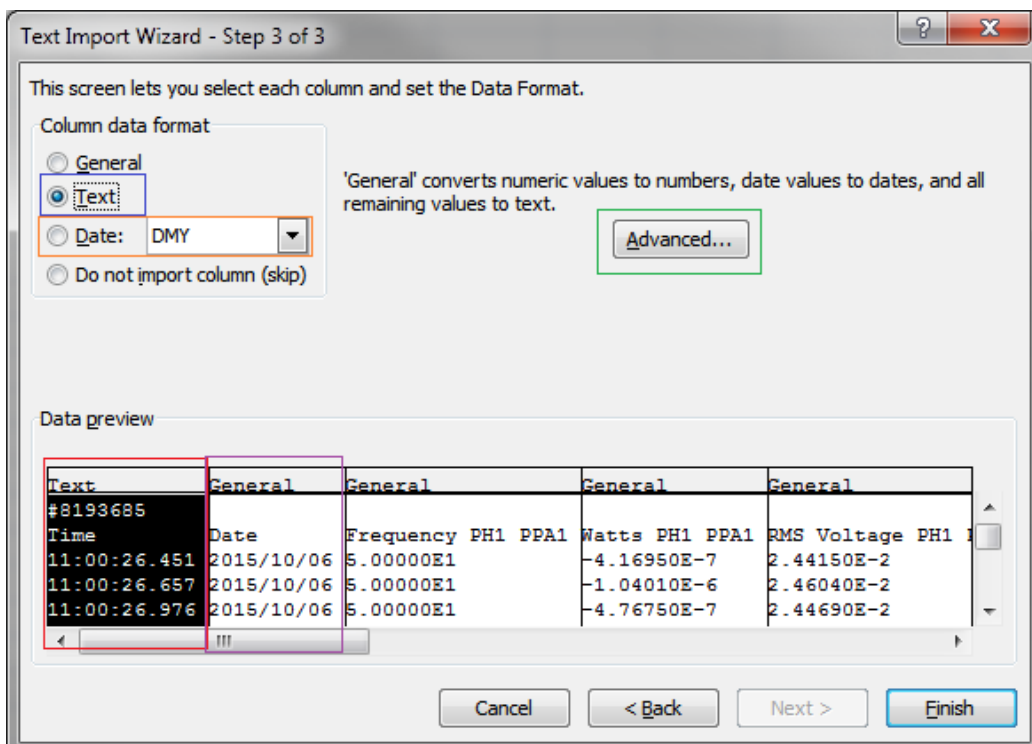 Text Import Wizard - Step 3 of 3
This screen lets you select each column and set the Data Format.
Column data format
General
Text
Date: DMY
Do not import column (skip)
'General' converts numeric values to numbers, date values to dates, and all
remaining values to text.
Advanced...
Data preview
Text General General General General
#8193685
Time Date Frequency PH1 PPA1 Watts PH1 PPA1 RMS Voltage PH1
11:00:26.451 2015/10/06 5.00000E1 -4.16950E-7 2.44150E-2
11:00:26.657 2015/10/06 5.00000E1 -1.04010E-6 2.46040E-2
11:00:26.976 2015/10/06 5.00000E1 -4.76750E-7 2.44690E-2
Cancel < Back Next > Finish